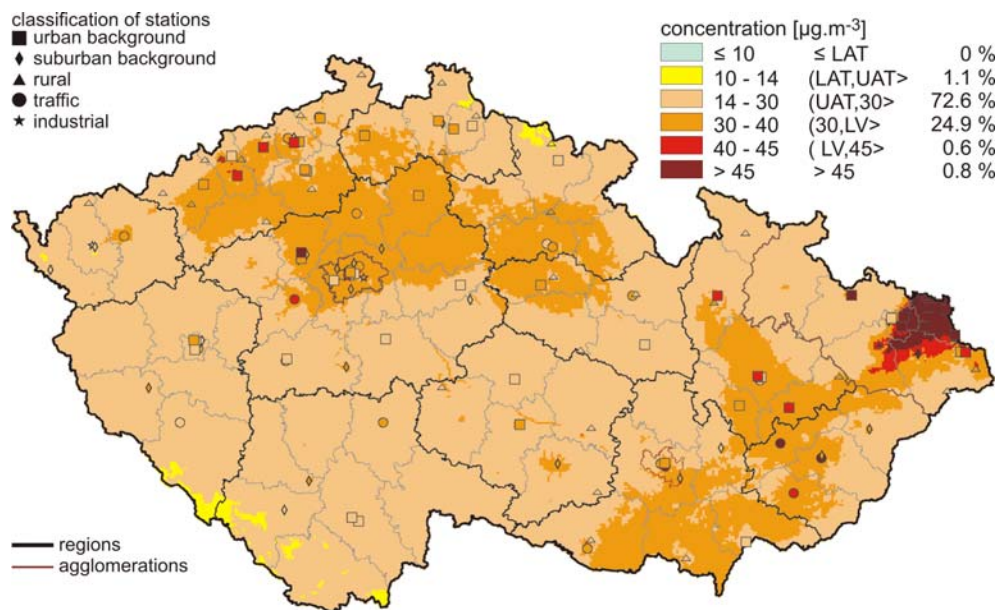 classification of stations
urban background
suburban background
rural
traffic
industrial
concentration [µg.m-3]
≤ 10 ≤ LAT 0 %
10 - 14 (LAT,UAT> 1.1 %
14 - 30 (UAT,30> 72.6 %
30 - 40 (30,LV> 24.9 %
40 - 45 ( LV,45> 0.6 %
> 45 > 45 0.8 %
regions
agglomerations